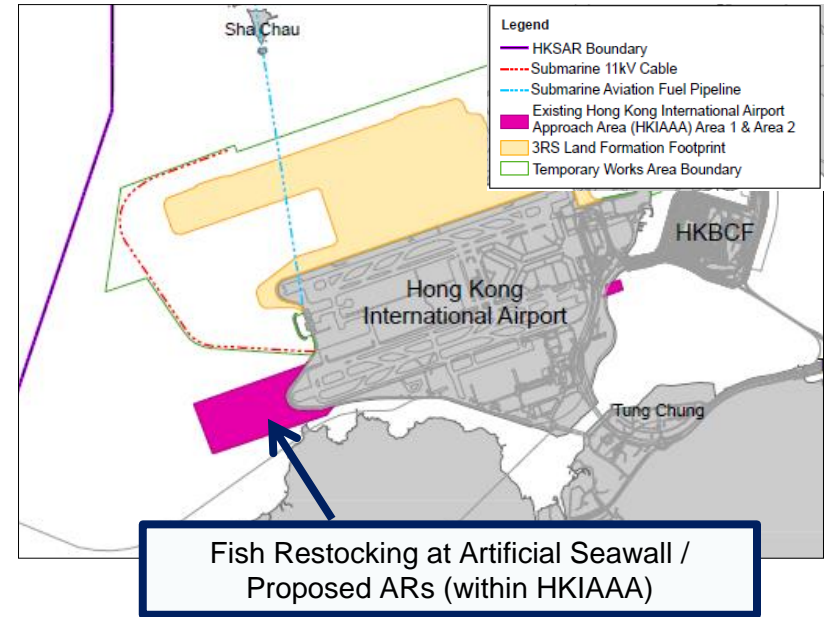 Sha Chau
Legend
HKSAR Boundary
Submarine 11kV Cable
Submarine Aviation Fuel Pipeline
Existing Hong Kong International Airport
Approach Area (HKIAAA) Area 1 & Area 2
3RS Land Formation Footprint
Temporary Works Area Boundary
HKBCF
Hong Kong
International Airport
Tung Chung
Fish Restocking at Artificial Seawall /
Proposed ARs (within HKIAAA)